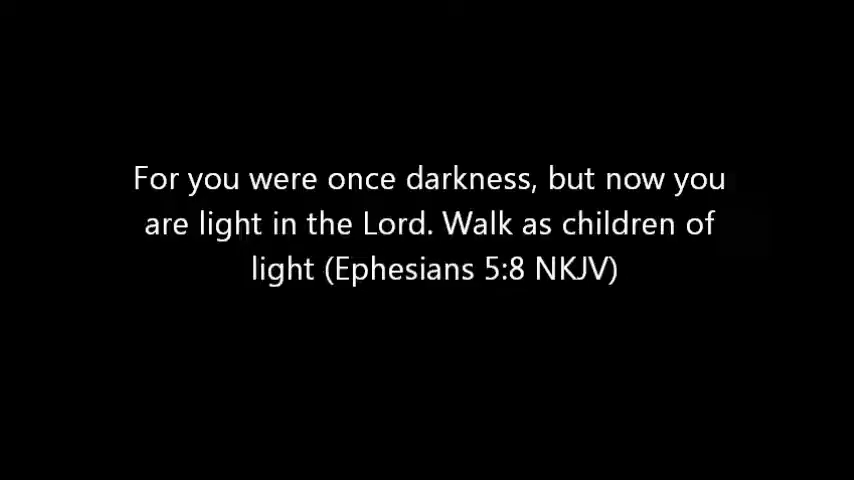 For you were once darkness, but now you
are light in the Lord. Walk as children of
light (Ephesians 5:8 NKJV)